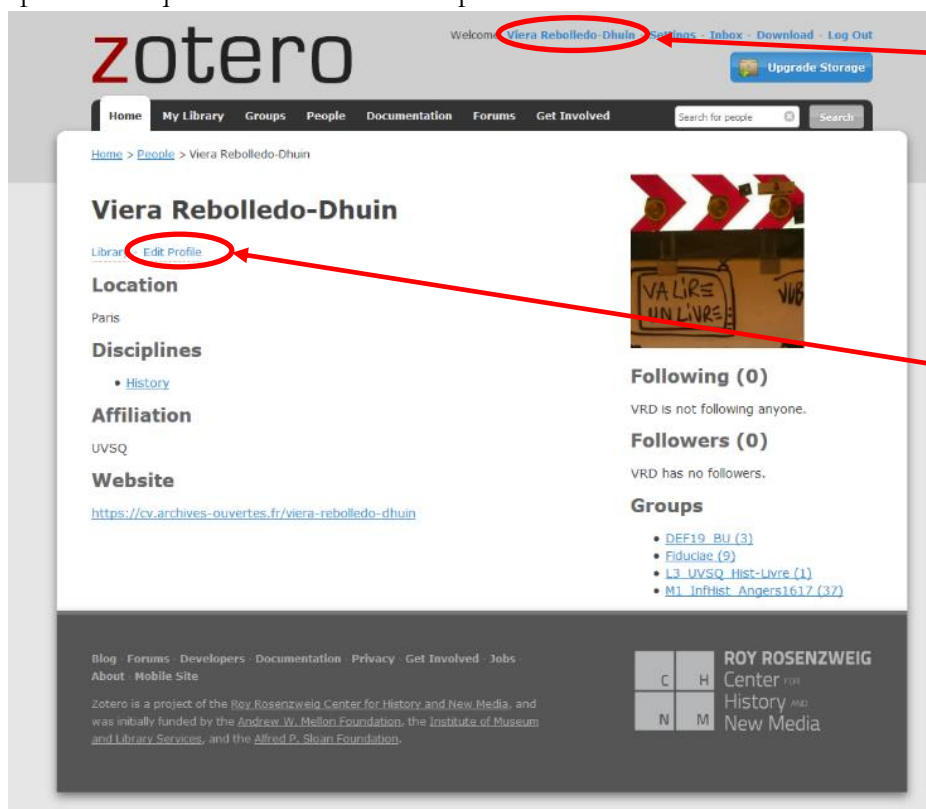 zotero
Welcome Viera Rebolledo-Dhuin · Settings · Inbox · Download · Log Out
Upgrade Storage
Home My Library Groups People Documentation Forums Get Involved Search for people Search
Home > People > Viera Rebolledo-Dhuin
Viera Rebolledo-Dhuin
Library · Edit Profile
Location
Paris
Disciplines
• History
Affiliation
UVSQ
Website
https://cv.archives-ouvertes.fr/viera-rebolledo-dhuin
VA LIRE
UN LIVRE
Following (0)
VRD is not following anyone.
Followers (0)
VRD has no followers.
Groups
• DEF19_BU (3)
• Fiduciae (9)
• L3_UVSQ_Hist-Livre (1)
• M1_InfHist_Angers1617 (37)
Blog · Forums · Developers · Documentation · Privacy · Get Involved · Jobs ·
About · Mobile Site
Zotero is a project of the Roy Rosenzweig Center for History and New Media, and
was initially funded by the Andrew W. Mellon Foundation, the Institute of Museum
and Library Services, and the Alfred P. Sloan Foundation.
C H
N M
ROY ROSENZWEIG
Center FOR
History AND
New Media